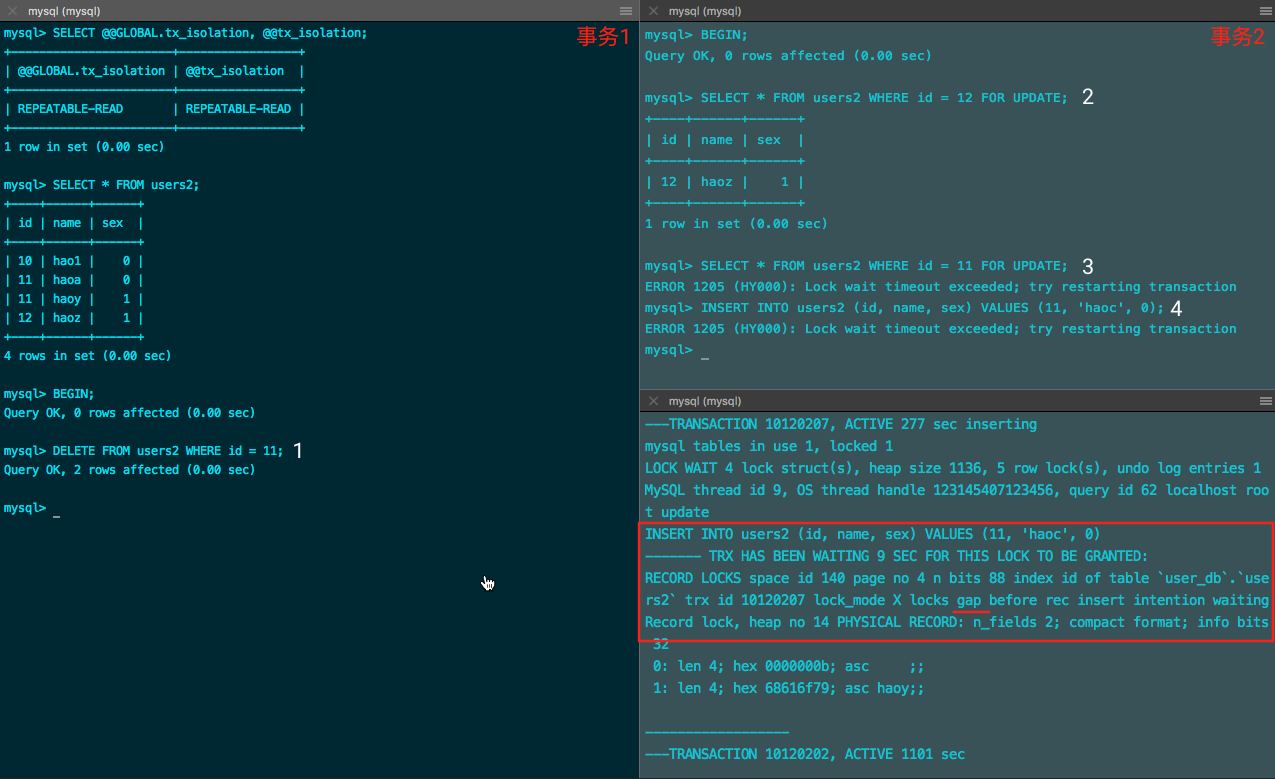 mysql (mysql)
事务1
mysql> SELECT @@GLOBAL.tx_isolation, @@tx_isolation;
+-----------------------+-----------------+
| @@GLOBAL.tx_isolation | @@tx_isolation  |
+-----------------------+-----------------+
| REPEATABLE-READ       | REPEATABLE-READ |
+-----------------------+-----------------+
1 row in set (0.00 sec)
mysql> SELECT * FROM users2;
+----+------+------+
| id | name | sex  |
+----+------+------+
| 10 | hao1 |    0 |
| 11 | haoa |    0 |
| 11 | haoy |    1 |
| 12 | haoz |    1 |
+----+------+------+
4 rows in set (0.00 sec)
mysql> BEGIN;
Query OK, 0 rows affected (0.00 sec)
mysql> DELETE FROM users2 WHERE id = 11; 1
Query OK, 2 rows affected (0.00 sec)
mysql> _
mysql (mysql)
事务2
mysql> BEGIN;
Query OK, 0 rows affected (0.00 sec)
mysql> SELECT * FROM users2 WHERE id = 12 FOR UPDATE; 2
+----+------+------+
| id | name | sex  |
+----+------+------+
| 12 | haoz |    1 |
+----+------+------+
1 row in set (0.00 sec)
mysql> SELECT * FROM users2 WHERE id = 11 FOR UPDATE; 3
ERROR 1205 (HY000): Lock wait timeout exceeded; try restarting transaction
mysql> INSERT INTO users2 (id, name, sex) VALUES (11, 'haoc', 0); 4
ERROR 1205 (HY000): Lock wait timeout exceeded; try restarting transaction
mysql> _
mysql (mysql)
---TRANSACTION 10120207, ACTIVE 277 sec inserting
mysql tables in use 1, locked 1
LOCK WAIT 4 lock struct(s), heap size 1136, 5 row lock(s), undo log entries 1
MySQL thread id 9, OS thread handle 123145407123456, query id 62 localhost roo
t update
INSERT INTO users2 (id, name, sex) VALUES (11, 'haoc', 0)
------- TRX HAS BEEN WAITING 9 SEC FOR THIS LOCK TO BE GRANTED:
RECORD LOCKS space id 140 page no 4 n bits 88 index id of table `user_db`.`use
rs2` trx id 10120207 lock_mode X locks gap before rec insert intention waiting
Record lock, heap no 14 PHYSICAL RECORD: n_fields 2; compact format; info bits
 32
 0: len 4; hex 0000000b; asc     ;;
 1: len 4; hex 68616f79; asc haoy;;
------------------
---TRANSACTION 10120202, ACTIVE 1101 sec